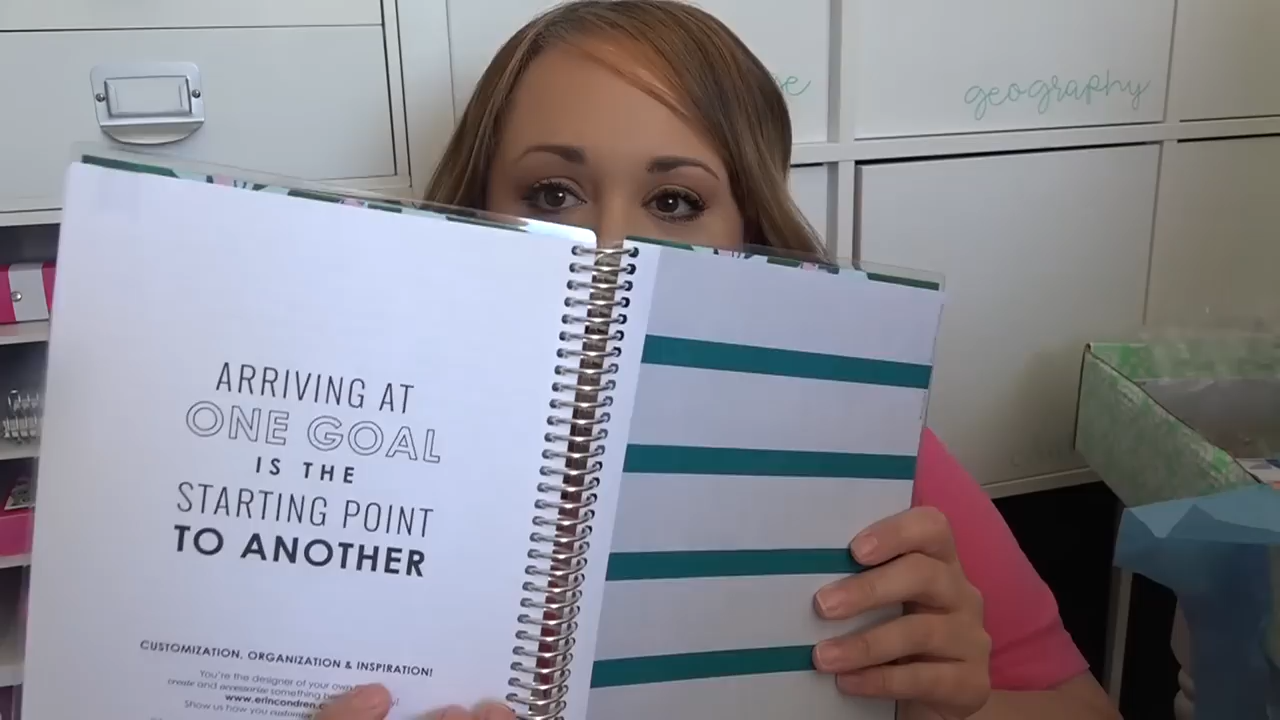 geography
ARRIVING AT
ONE GOAL
IS THE
STARTING POINT
TO ANOTHER
CUSTOMIZATION, ORGANIZATION & INSPIRATION!
You're the designer of your own
create and accessorize something
www.erincondren.
Show us how you